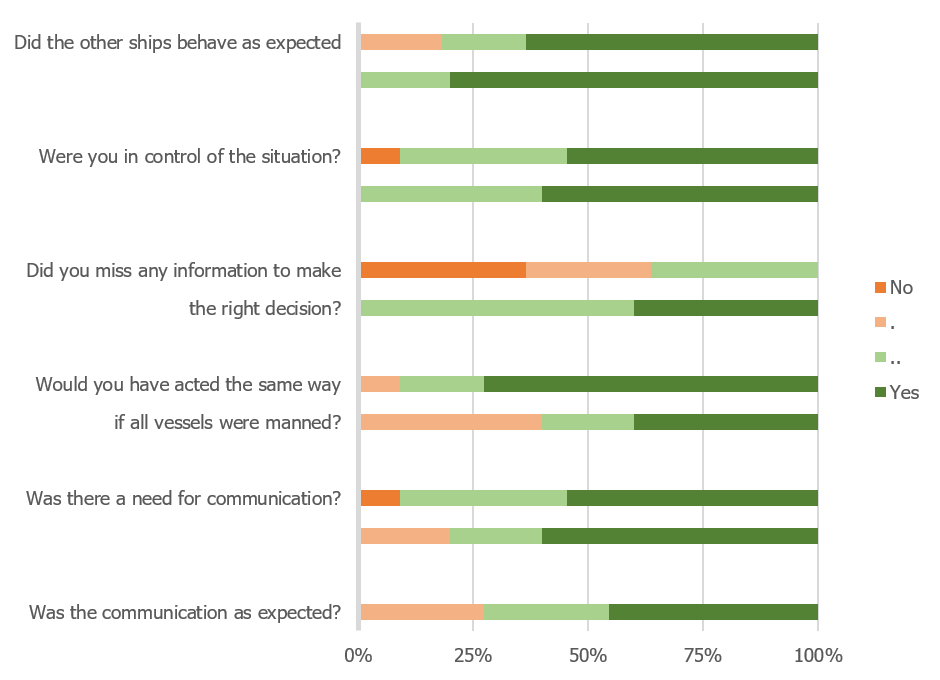 Did the other ships behave as expected
Were you in control of the situation?
Did you miss any information to make
the right decision?
Would you have acted the same way
if all vessels were manned?
Was there a need for communication?
Was the communication as expected?
0% 25% 50% 75% 100%
No
.
..
Yes